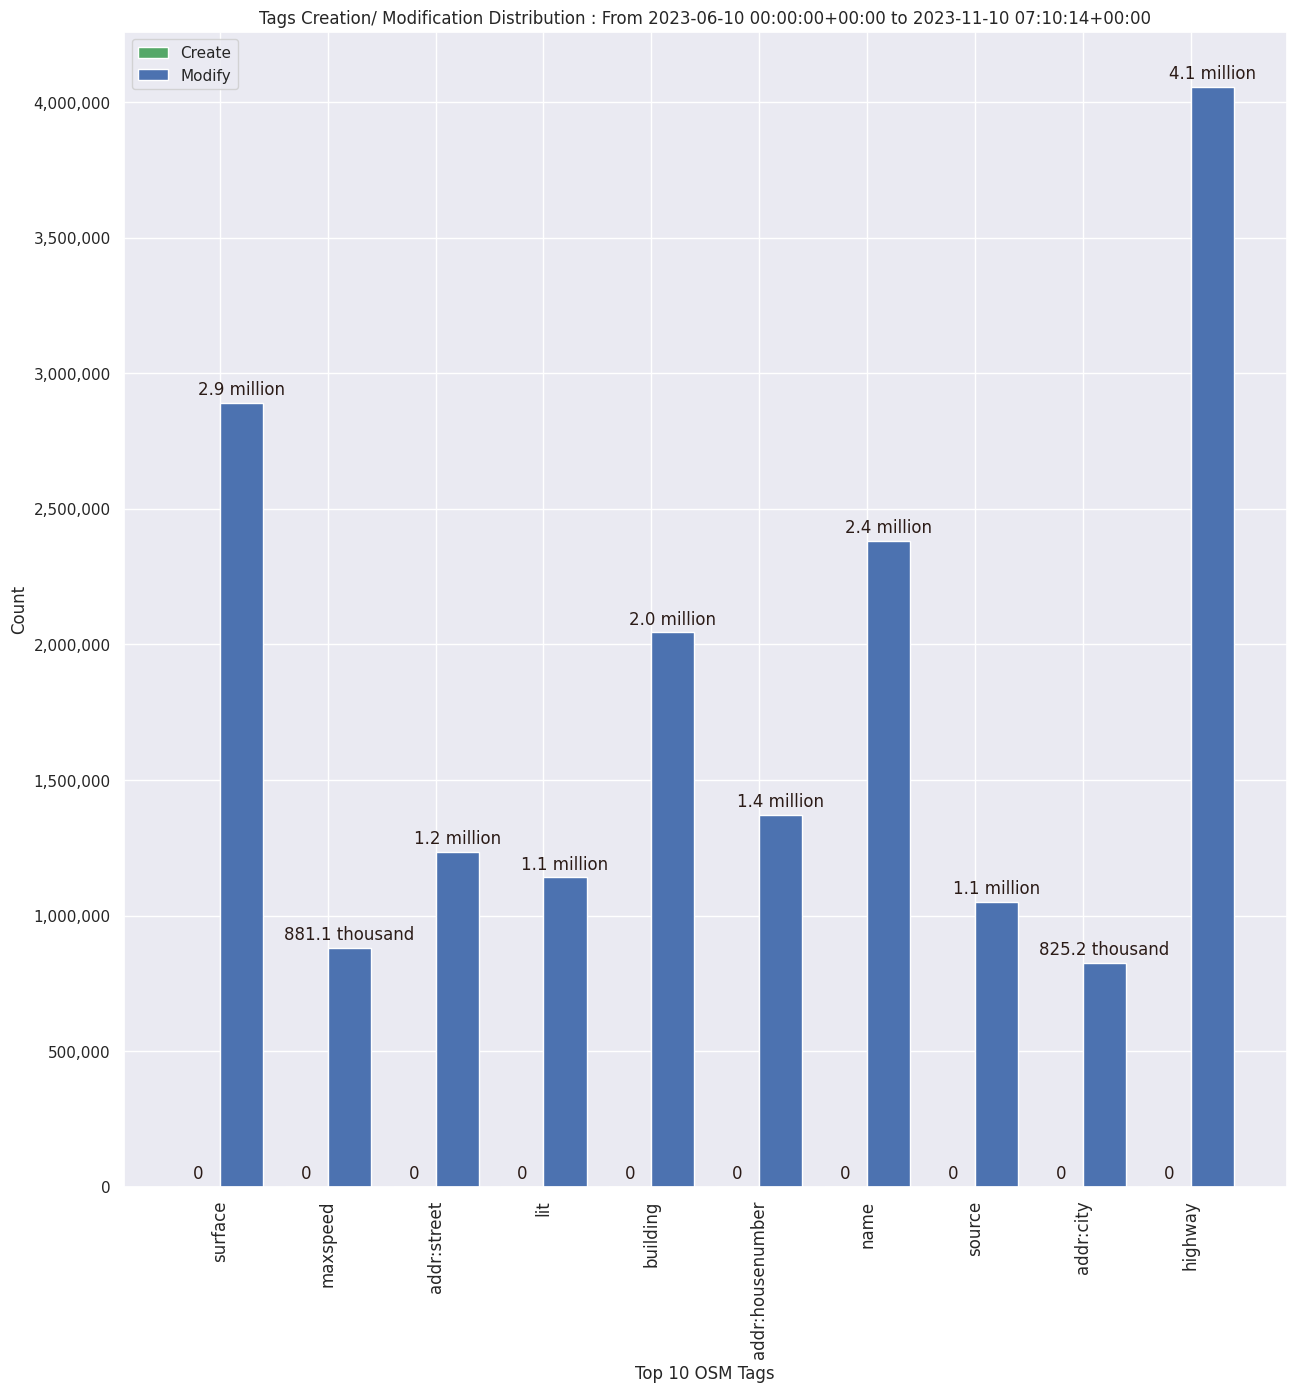 Tags Creation/ Modification Distribution : From 2023-06-10 00:00:00+00:00 to 2023-11-10 07:10:14+00:00
Create
Modify
4.1 million
4,000,000
3,500,000
3,000,000
2.9 million
2,500,000
2.4 million
2,000,000
2.0 million
1,500,000
1.4 million
1.2 million
1.1 million
1.1 million
1,000,000
881.1 thousand
825.2 thousand
500,000
0
0 0 0 0 0 0 0 0 0 0
Count
surface
maxspeed
addr:street
lit
building
addr:housenumber
name
source
addr:city
highway
Top 10 OSM Tags